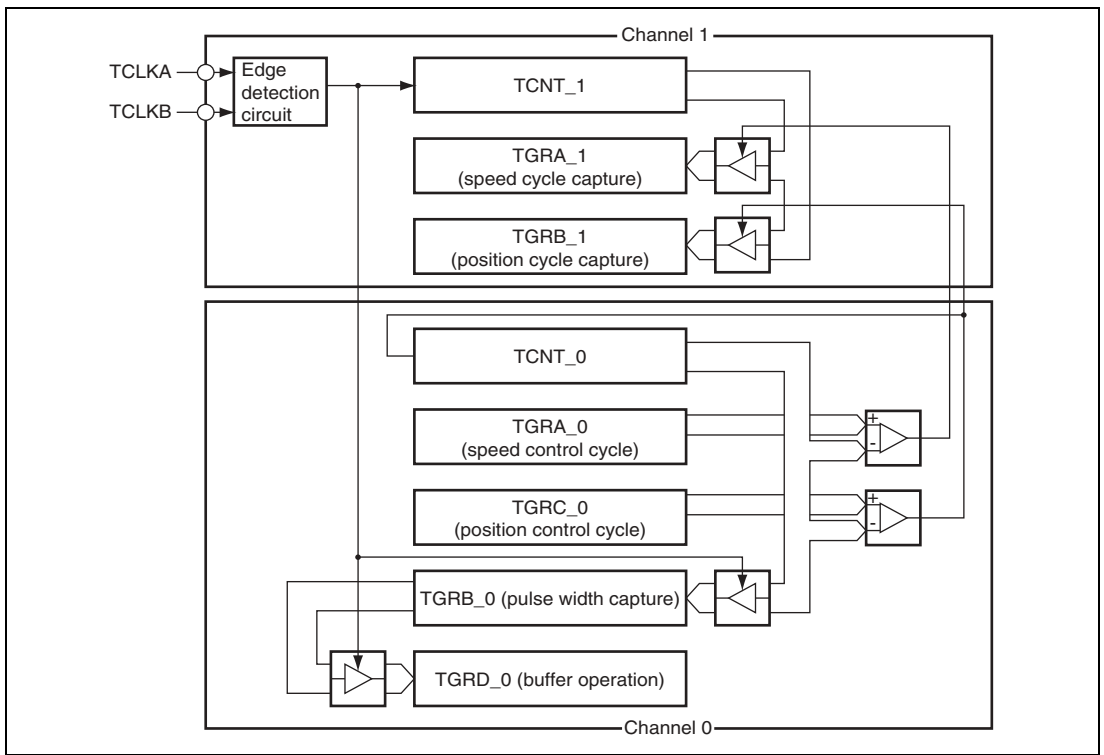 Channel 1
TCLKA
TCLKB
Edge
detection
circuit
TCNT_1
TGRA_1
(speed cycle capture)
TGRB_1
(position cycle capture)
TCNT_0
TGRA_0
(speed control cycle)
+
-
TGRC_0
(position control cycle)
+
-
TGRB_0 (pulse width capture)
TGRD_0 (buffer operation)
Channel 0